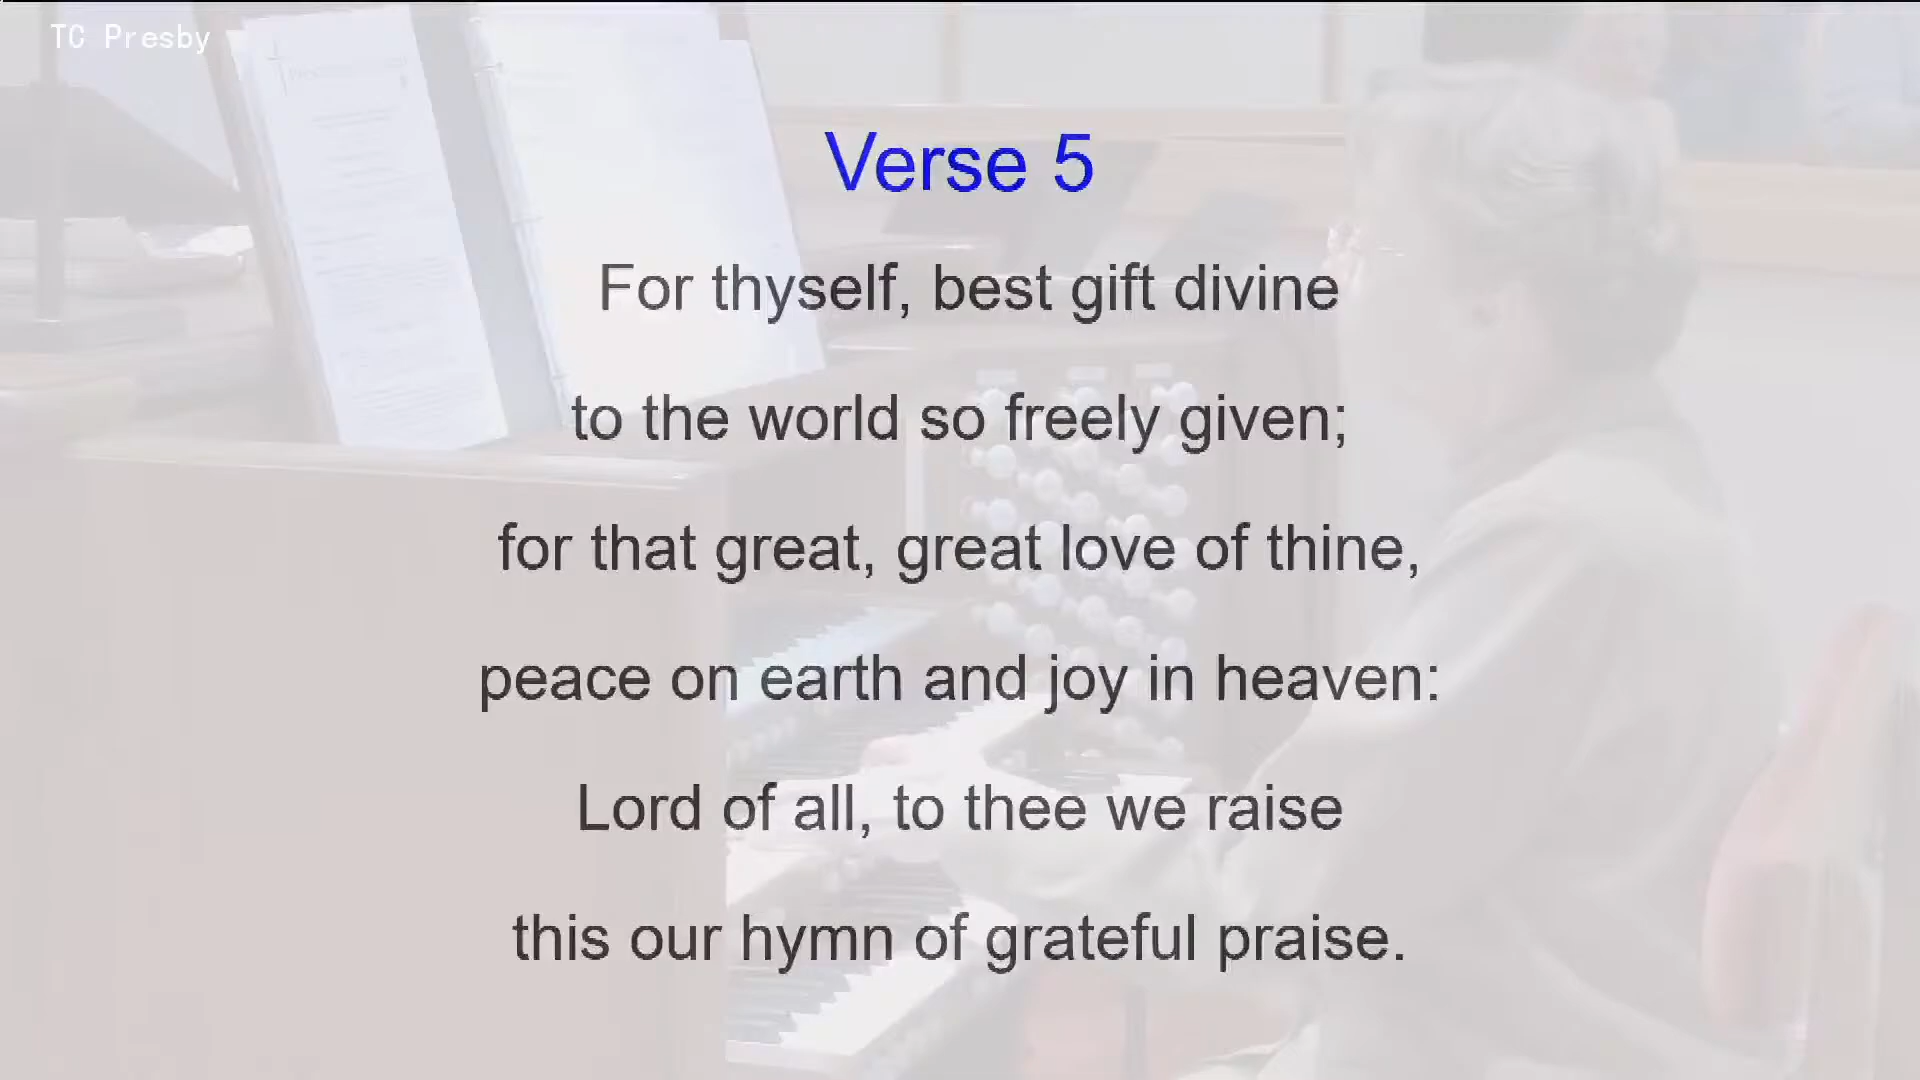 TC Presby
Verse 5
For thyself, best gift divine
to the world so freely given;
for that great, great love of thine,
peace on earth and joy in heaven:
Lord of all, to thee we raise
this our hymn of grateful praise.